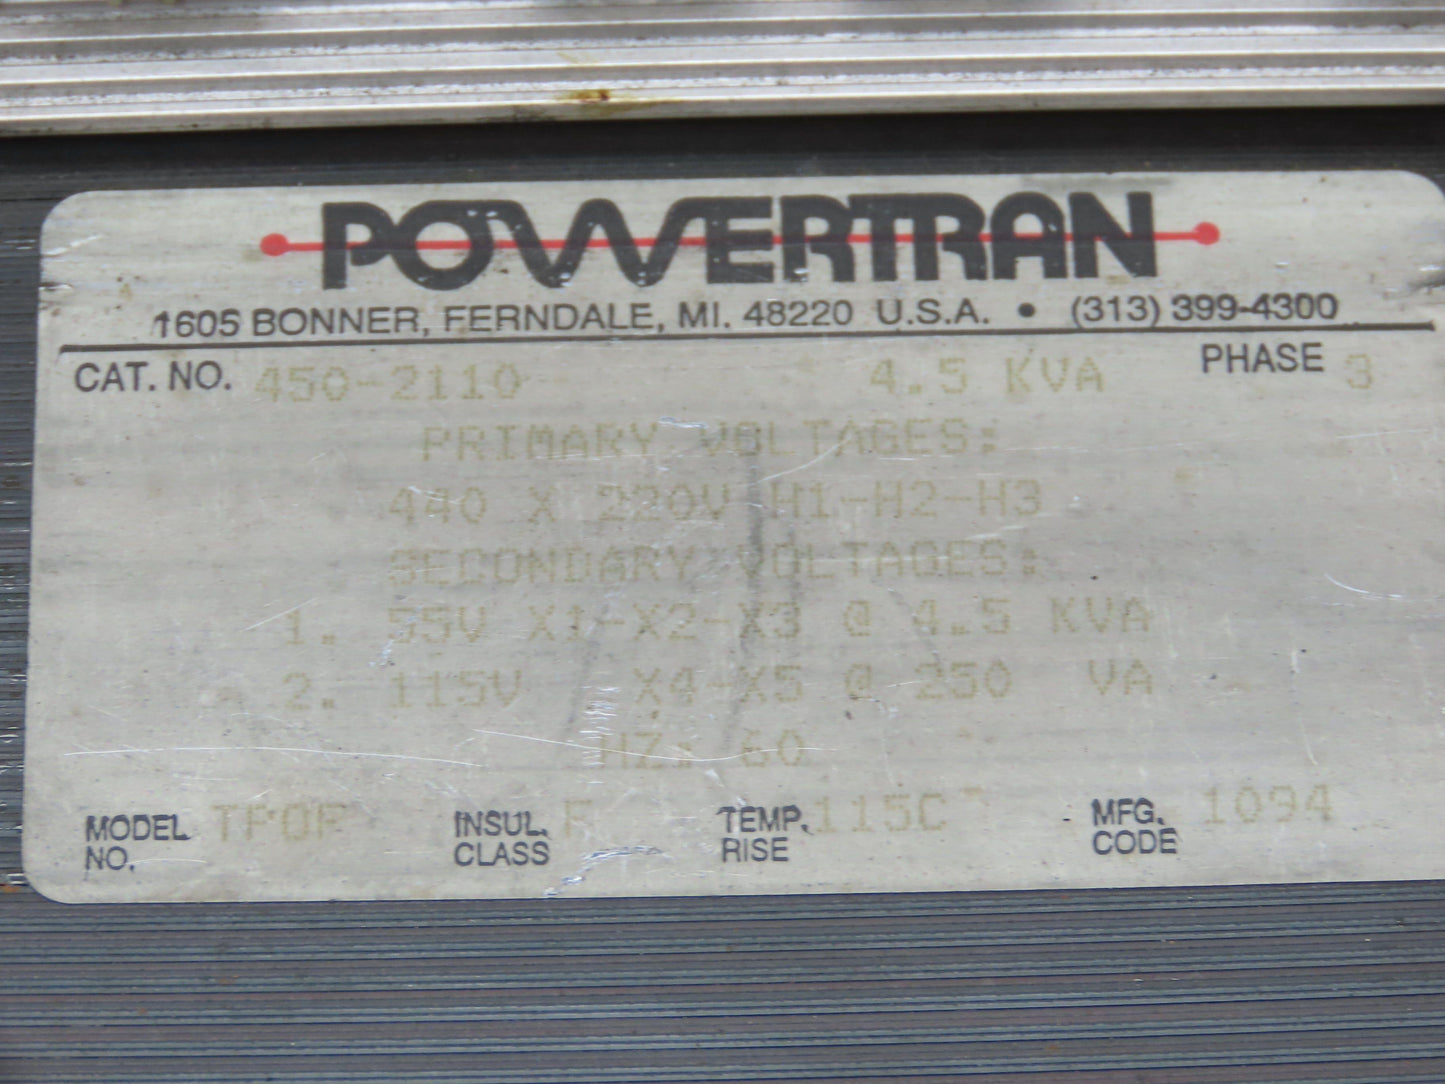 POWERTRAN
1605 BONNER, FERNDALE, MI. 48220 U.S.A. • (313) 399-4300
CAT. NO. 450-2110 4.5 KVA PHASE 3
PRIMARY VOLTAGES:
440 X 220V H1-H2-H3
SECONDARY VOLTAGES:
1. 55V X1-X2-X3 @ 4.5 KVA
2. 115V X4-X5 @ 250 VA
HZ: 60
MODEL NO. INSUL. CLASS F TEMP. RISE 115C MFG. CODE 1094